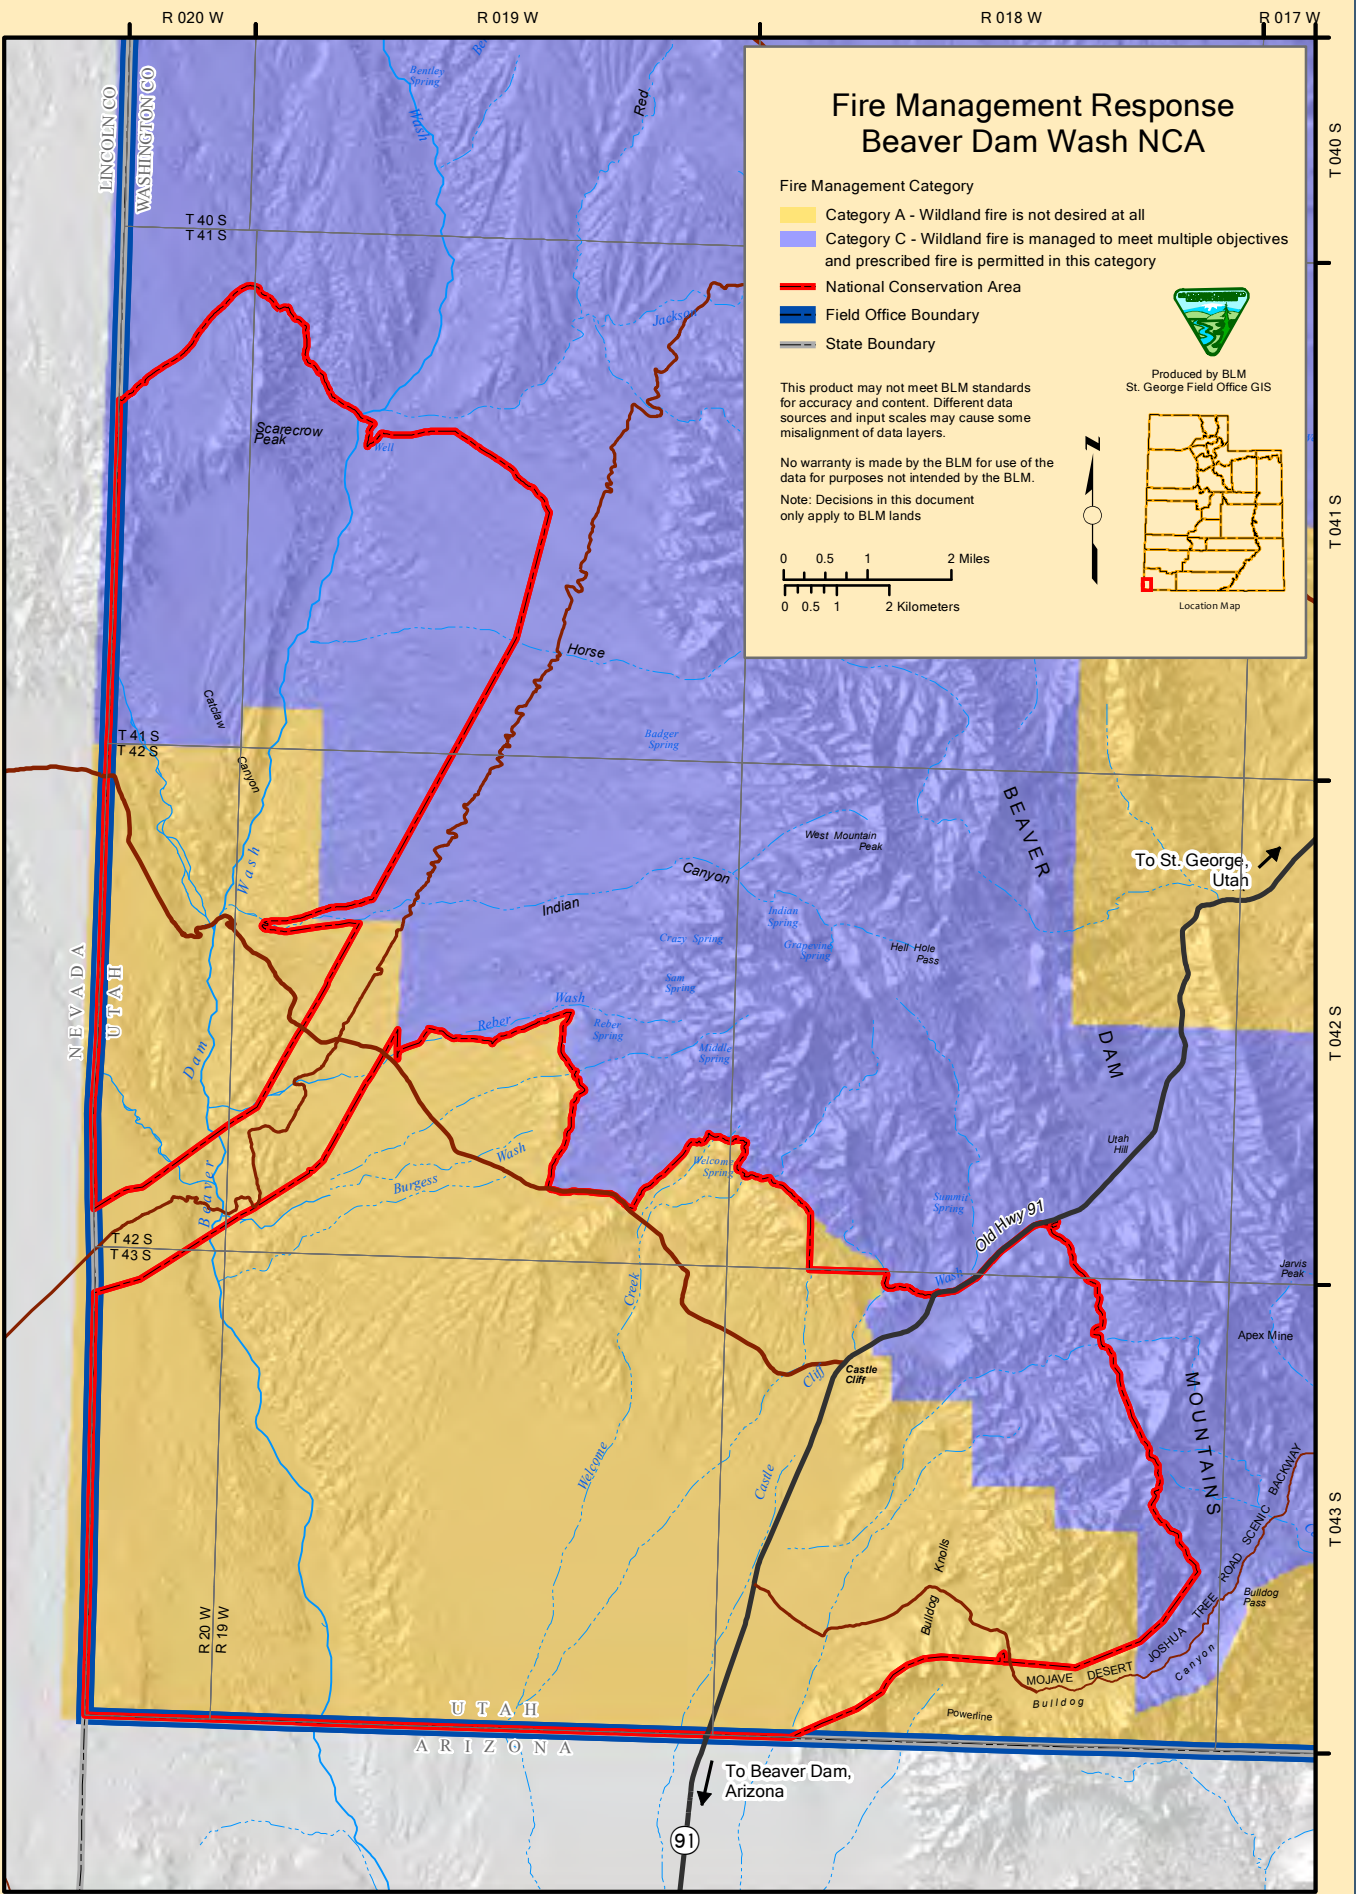 R 020 W
R 019 W
R 018 W
R 017 W
T 040 S
T 041 S
T 042 S
T 043 S
Fire Management Response
Beaver Dam Wash NCA
Fire Management Category
Category A - Wildland fire is not desired at all
Category C - Wildland fire is managed to meet multiple objectives
and prescribed fire is permitted in this category
National Conservation Area
Field Office Boundary
State Boundary
This product may not meet BLM standards
for accuracy and content. Different data
sources and input scales may cause some
misalignment of data layers.
No warranty is made by the BLM for use of the
data for purposes not intended by the BLM.
Note: Decisions in this document
only apply to BLM lands
Produced by BLM
St. George Field Office GIS
N
0 0.5 1 2 Miles
0 0.5 1 2 Kilometers
Location Map
LINCOLN CO
WASHINGTON CO
Bentley
Spring
Wash
Red
T 40 S
T 41 S
Jackson
Scarecrow
Peak
Well
Horse
Catclaw
Canyon
T 41 S
T 42 S
Badger
Spring
BEAVER
West Mountain
Peak
To St. George,
Utah
Wash
Canyon
Indian
Indian
Spring
Crazy Spring
Grapevine
Spring
Hell Hole
Pass
Sam
Spring
NEVADA
UTAH
Wash
Reber
Reber
Spring
Middle
Spring
DAM
Dam
Utah
Hill
Wash
Burgess
Welcome
Spring
Beaver
Summit
Spring
Old Hwy 91
T 42 S
T 43 S
Wash
Jarvis
Peak
Creek
Apex Mine
Castle
Cliff
Cliff
MOUNTAINS
Welcome
Castle
MOJAVE DESERT JOSHUA TREE ROAD SCENIC BACKWAY
Knolls
Bulldog
Bulldog
Pass
Canyon
Bulldog
Powerline
R 20 W
R 19 W
UTAH
ARIZONA
To Beaver Dam,
Arizona
91